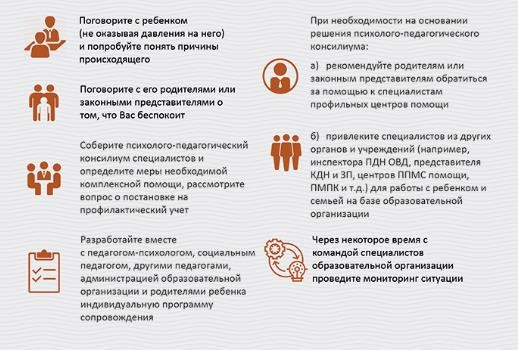 Поговорите с ребенком
(не оказывая давления на него)
и попробуйте понять причины
происходящего
Поговорите с его родителями или
законными представителями о
том, что Вас беспокоит
Соберите психолого-педагогический
консилиум специалистов и
определите меры необходимой
комплексной помощи, рассмотрите
вопрос о постановке на
профилактический учет
Разработайте вместе
с педагогом-психологом, социальным
педагогом, другими педагогами,
администрацией образовательной
организации и родителями ребенка
индивидуальную программу
сопровождения
При необходимости на основании
решения психолого-педагогического
консилиума:
а) рекомендуйте родителям или
законным представителям обратиться
за помощью к специалистам
профильных центров помощи
б) привлеките специалистов из других
органов и учреждений (например,
инспектора ПДН ОВД, представителя
КДН и ЗП, центров ППМС помощи,
ПМПК и т.д.) для работы с ребенком и
семьей на базе образовательной
организации
Через некоторое время с
командой специалистов
образовательной организации
проведите мониторинг ситуации